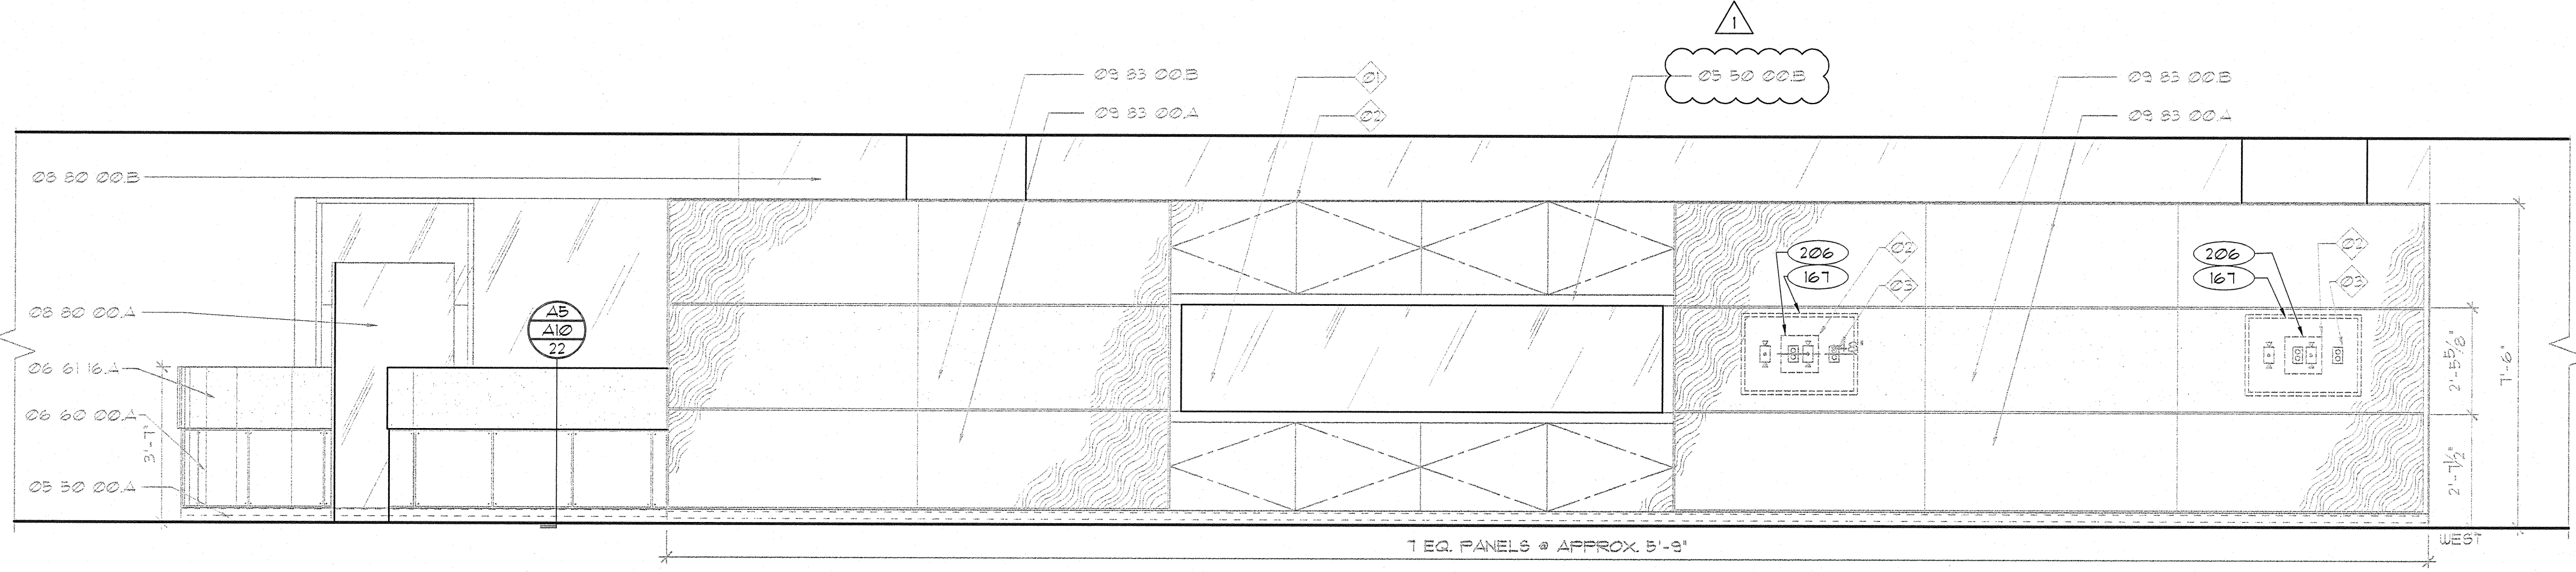 1
09 83 00.B
01
05 50 00.B
09 83 00.B
09 83 00.A
02
09 83 00.A
08 80 00.B
206
02
167
03
206
02
167
03
08 80 00.A
A5
A10
22
06 61 16.A
06 60 00.A
3'-7"
05 50 00.A
2'-5 5/8"
7'-6"
2'-7 1/2"
7 EQ. PANELS @ APPROX. 5'-9"
WEST